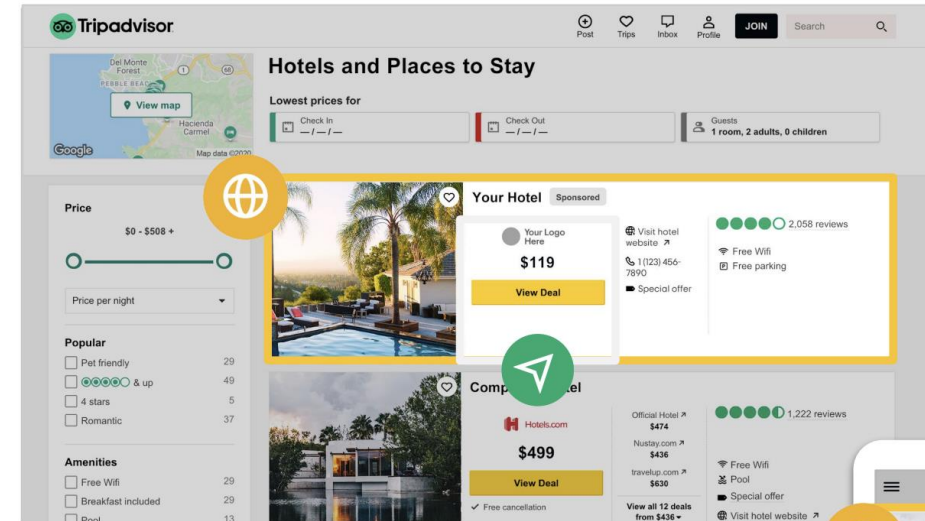 Tripadvisor
Post
Trips
Inbox
Profile
JOIN
Search
Del Monte
Forest
1
68
PEBBLE BEACH
View map
Hacienda
Carmel
Google
Map data ©2020
Hotels and Places to Stay
Lowest prices for
Check In
— / — / —
Check Out
— / — / —
Guests
1 room, 2 adults, 0 children
Price
$0 - $508 +
Price per night
Popular
Pet friendly 29
& up 49
4 stars 5
Romantic 37
Amenities
Free Wifi 29
Breakfast included 29
Pool 13
Your Hotel Sponsored
Your Logo
Here
$119
View Deal
Visit hotel
website
1 (123) 456-
7890
Special offer
2,058 reviews
Free Wifi
P Free parking
Hotels.com
$499
View Deal
Free cancellation
Official Hotel
$474
Nustay.com
$436
travelup.com
$630
View all 12 deals
from $436
1,222 reviews
Free Wifi
Pool
Special offer
Visit hotel website